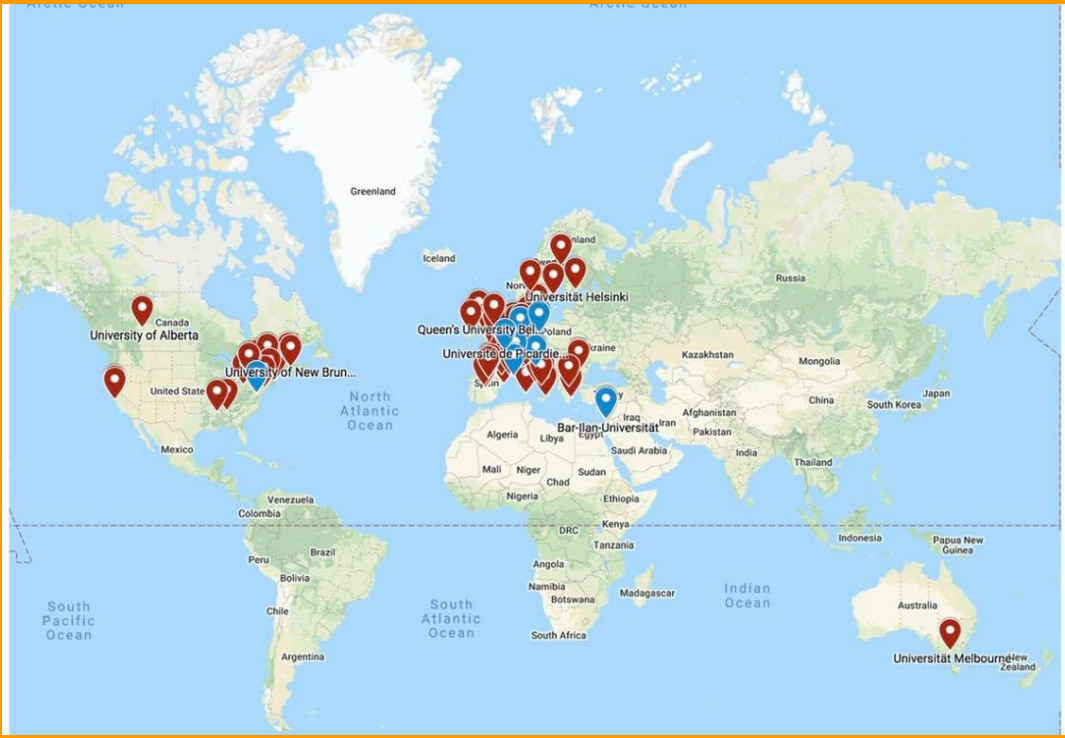 Arctic Ocean
Arctic Ocean
Greenland
Iceland
Russia
Universität Helsinki
Canada
University of Alberta
Queen's University Bel...
Poland
Université de Picardie...
Ukraine
Kazakhstan
Mongolia
University of New Brun...
United State
Spain
North
Atlantic
Ocean
Japan
China
South Korea
Bar-Ilan-Universität
Iraq
Iran
Afghanistan
Pakistan
Egypt
Algeria
Libya
Saudi Arabia
Mexico
India
Thailand
Mali
Niger
Chad
Sudan
Nigeria
Ethiopia
Venezuela
Colombia
DRC
Kenya
Tanzania
Indonesia
Papua New
Guinea
Peru
Brazil
Bolivia
Angola
Namibia
Botswana
Madagascar
Indian
Ocean
South
Pacific
Ocean
Chile
South
Atlantic
Ocean
Australia
South Africa
Argentina
Universität Melbourne
New
Zealand